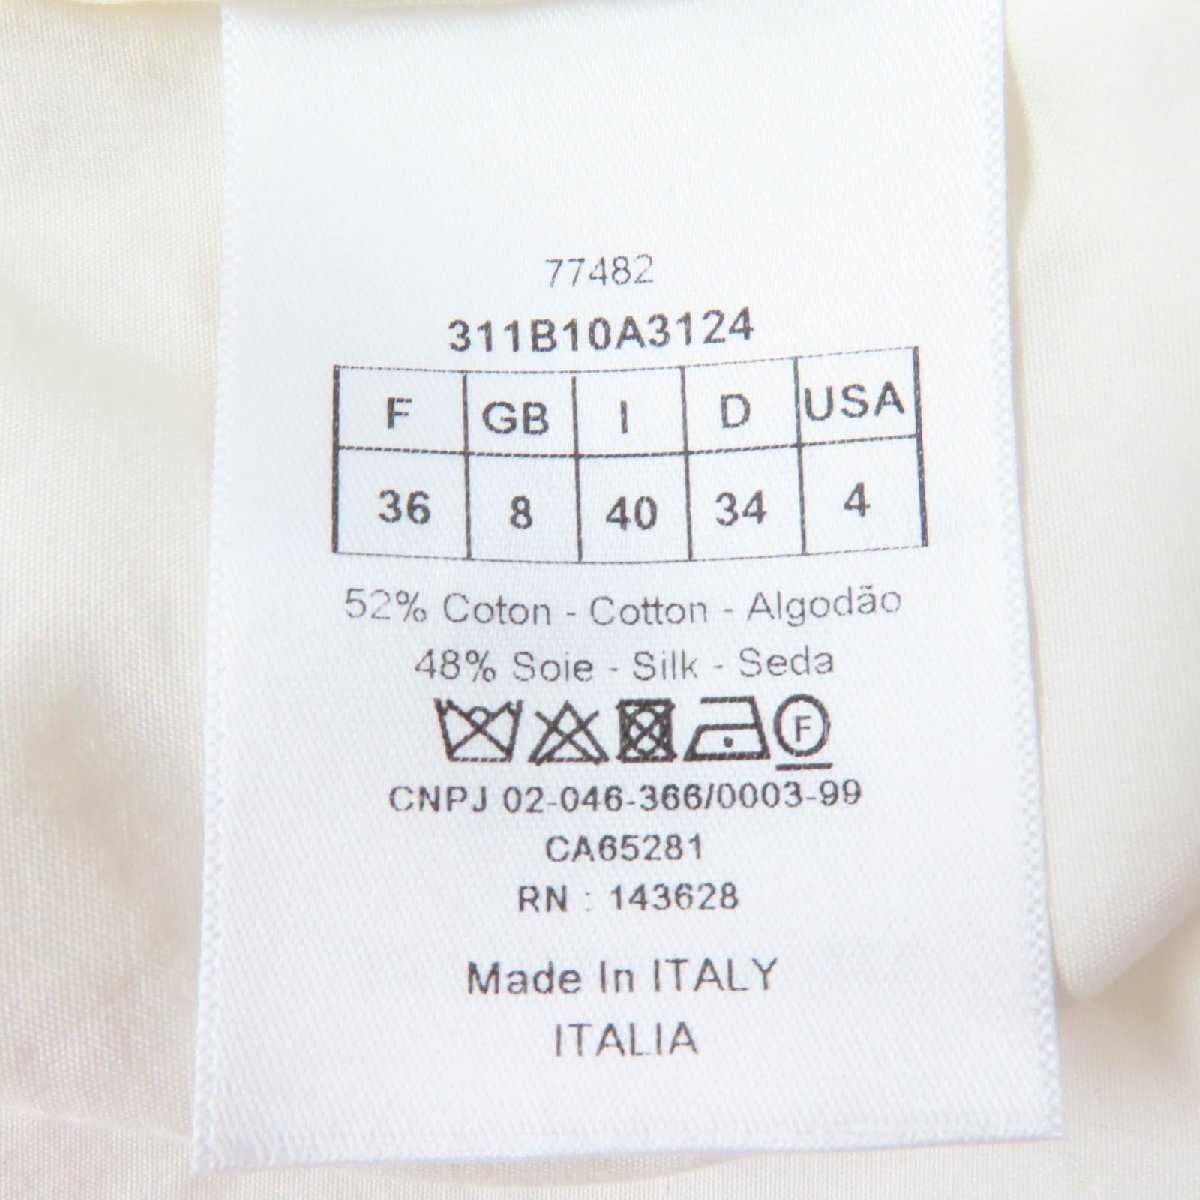 77482
311B10A3124
F GB I D USA
36 8 40 34 4
52% Coton - Cotton - Algodão
48% Soie - Silk - Seda
F
CNPJ 02-046-366/0003-99
CA65281
RN : 143628
Made In ITALY
ITALIA